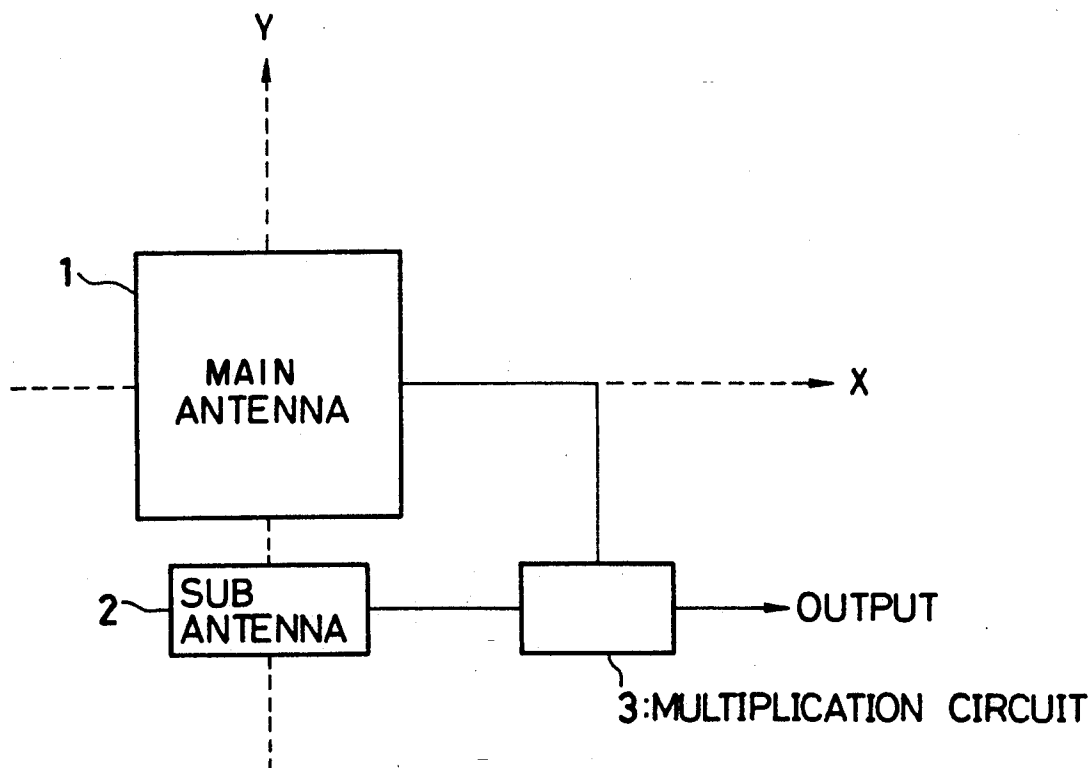 Y
1
MAIN
ANTENNA
X
2
SUB
ANTENNA
OUTPUT
3:MULTIPLICATION CIRCUIT